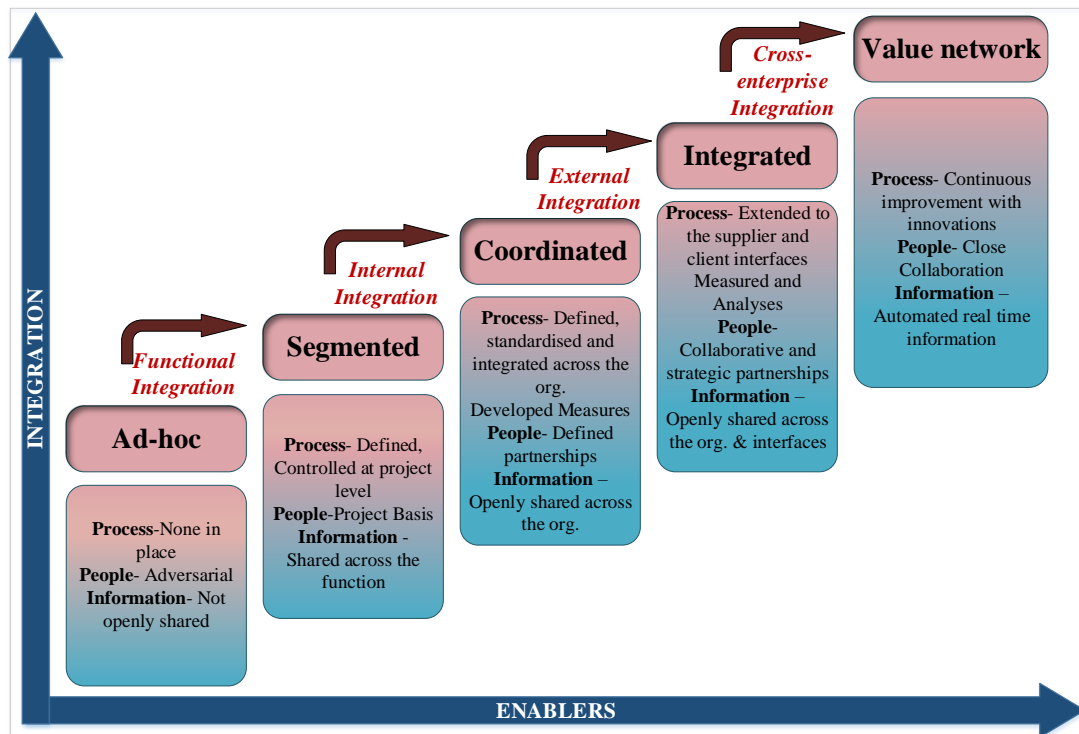 INTEGRATION
Ad-hoc
Process-None in
place
People- Adversarial
Information- Not
openly shared
Functional
Integration
Segmented
Process- Defined,
Controlled at project
level
People-Project Basis
Information -
Shared across the
function
Internal
Integration
Coordinated
Process- Defined,
standardised and
integrated across the
org.
Developed Measures
People- Defined
partnerships
Information –
Openly shared across
the org.
External
Integration
Integrated
Process- Extended to
the supplier and
client interfaces
Measured and
Analyses
People-
Collaborative and
strategic partnerships
Information –
Openly shared across
the org. & interfaces
Cross-
enterprise
Integration
Value network
Process- Continuous
improvement with
innovations
People- Close
Collaboration
Information –
Automated real time
information
ENABLERS